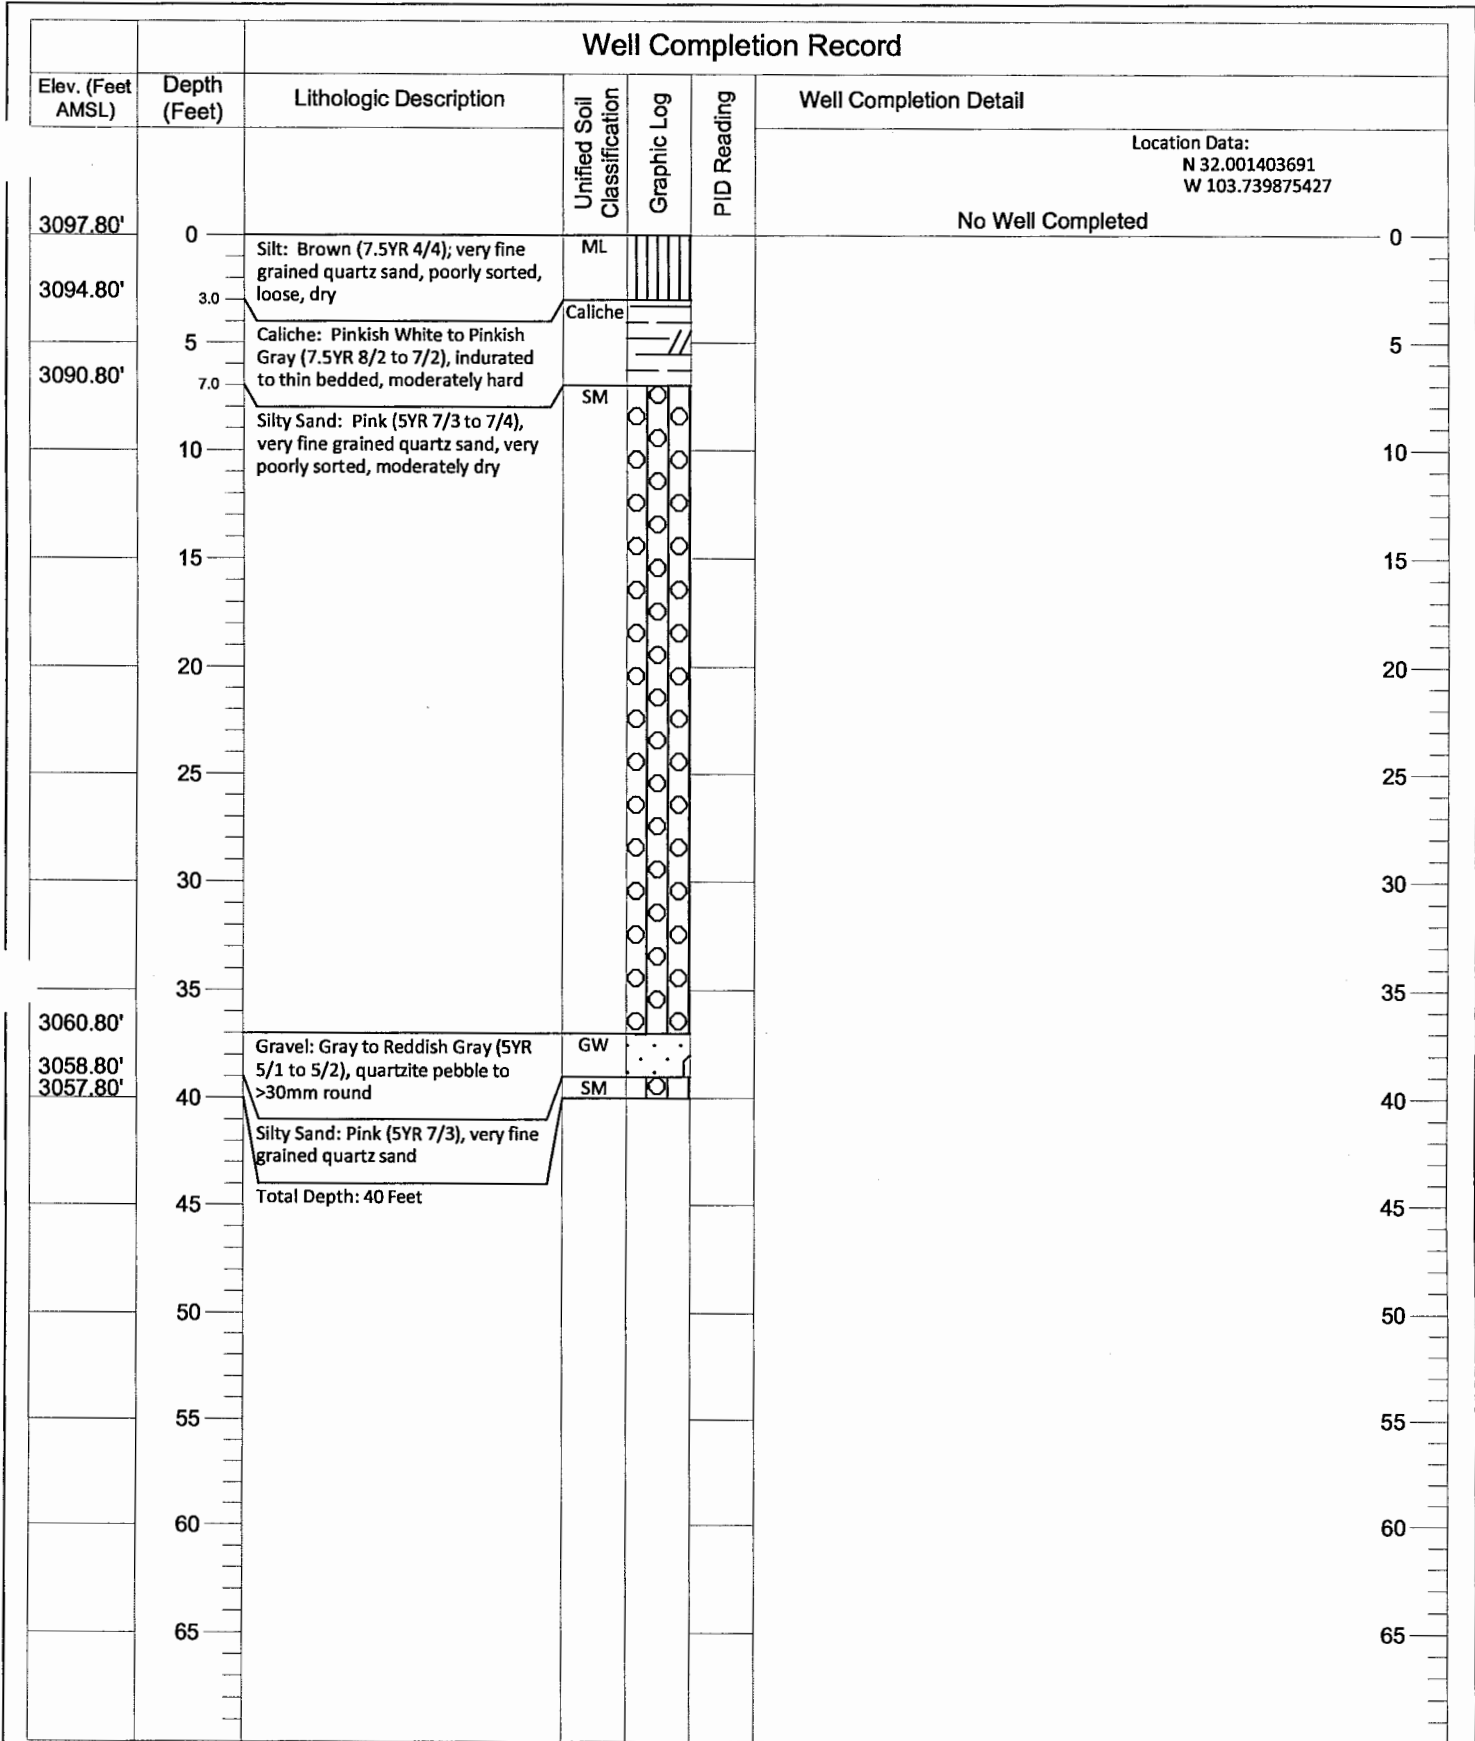 Well Completion Record
Elev. (Feet AMSL)
Depth (Feet)
Lithologic Description
Unified Soil Classification
Graphic Log
PID Reading
Well Completion Detail
Location Data:
N 32.001403691
W 103.739875427
No Well Completed
3097.80'
0
0
Silt: Brown (7.5YR 4/4); very fine
grained quartz sand, poorly sorted,
loose, dry
ML
3094.80'
3.0
Caliche
Caliche: Pinkish White to Pinkish
Gray (7.5YR 8/2 to 7/2), indurated
to thin bedded, moderately hard
5
5
3090.80'
7.0
SM
Silty Sand: Pink (5YR 7/3 to 7/4),
very fine grained quartz sand, very
poorly sorted, moderately dry
10
10
15
15
20
20
25
25
30
30
35
35
3060.80'
Gravel: Gray to Reddish Gray (5YR
5/1 to 5/2), quartzite pebble to
>30mm round
GW
3058.80'
3057.80'
SM
40
40
Silty Sand: Pink (5YR 7/3), very fine
grained quartz sand
Total Depth: 40 Feet
45
45
50
50
55
55
60
60
65
65